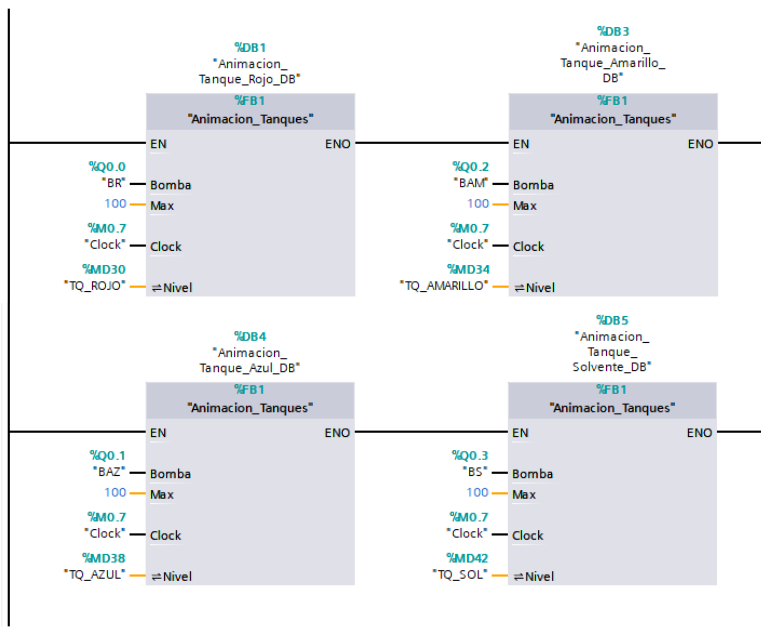 %DB1
"Animacion_
Tanque_Rojo_DB"
%FB1
"Animacion_Tanques"
EN ENO
%Q0.0
"BR" Bomba
100 Max
%M0.7
"Clock" Clock
%MD30
"TQ_ROJO" ⇌Nivel
%DB3
"Animacion_
Tanque_Amarillo_
DB"
%FB1
"Animacion_Tanques"
EN ENO
%Q0.2
"BAM" Bomba
100 Max
%M0.7
"Clock" Clock
%MD34
"TQ_AMARILLO" ⇌Nivel
%DB4
"Animacion_
Tanque_Azul_DB"
%FB1
"Animacion_Tanques"
EN ENO
%Q0.1
"BAZ" Bomba
100 Max
%M0.7
"Clock" Clock
%MD38
"TQ_AZUL" ⇌Nivel
%DB5
"Animacion_
Tanque_
Solvente_DB"
%FB1
"Animacion_Tanques"
EN ENO
%Q0.3
"BS" Bomba
100 Max
%M0.7
"Clock" Clock
%MD42
"TQ_SOL" ⇌Nivel